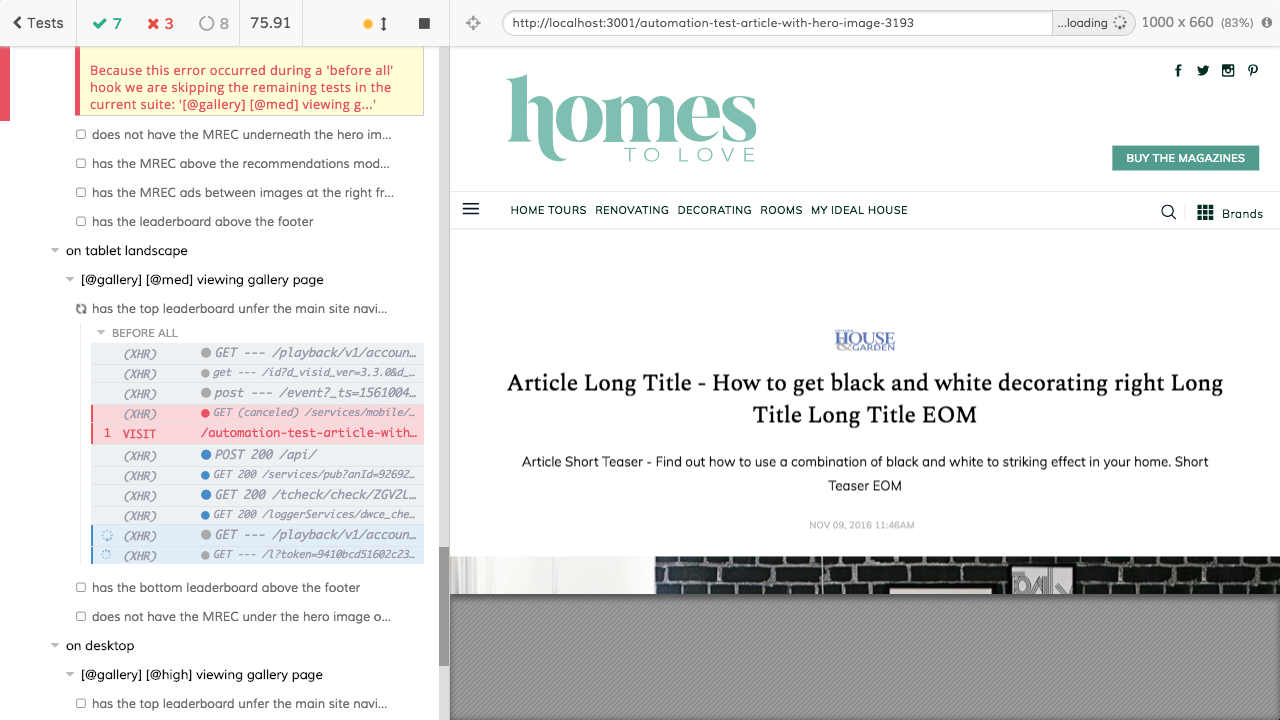 Tests
7
3
8
75.91
http://localhost:3001/automation-test-article-with-hero-image-3193
...loading
1000 x 660 (83%)
Because this error occurred during a 'before all'
hook we are skipping the remaining tests in the
current suite: '[@gallery] [@med] viewing g...'
does not have the MREC underneath the hero im...
has the MREC above the recommendations mod...
has the MREC ads between images at the right fr...
has the leaderboard above the footer
on tablet landscape
[@gallery] [@med] viewing gallery page
has the top leaderboard unfer the main site navi...
BEFORE ALL
(XHR) GET --- /playback/v1/accoun...
(XHR) get --- /id?d_visid_ver=3.3.0&d_...
(XHR) post --- /event?_ts=1561004...
(XHR) GET (canceled) /services/mobile/...
1 VISIT /automation-test-article-with...
(XHR) POST 200 /api/
(XHR) GET 200 /services/pub?anId=92692...
(XHR) GET 200 /tcheck/check/ZGV2L...
(XHR) GET 200 /loggerServices/dwce_che...
(XHR) GET --- /playback/v1/accoun...
(XHR) GET --- /l?token=9410bcd51602c23...
has the bottom leaderboard above the footer
does not have the MREC under the hero image o...
on desktop
[@gallery] [@high] viewing gallery page
has the top leaderboard unfer the main site navi...
homes
TO LOVE
BUY THE MAGAZINES
HOME TOURS RENOVATING DECORATING ROOMS MY IDEAL HOUSE
Brands
HOUSE
& GARDEN
Article Long Title - How to get black and white decorating right Long
Title Long Title EOM
Article Short Teaser - Find out how to use a combination of black and white to striking effect in your home. Short
Teaser EOM
NOV 09, 2016 11:46AM